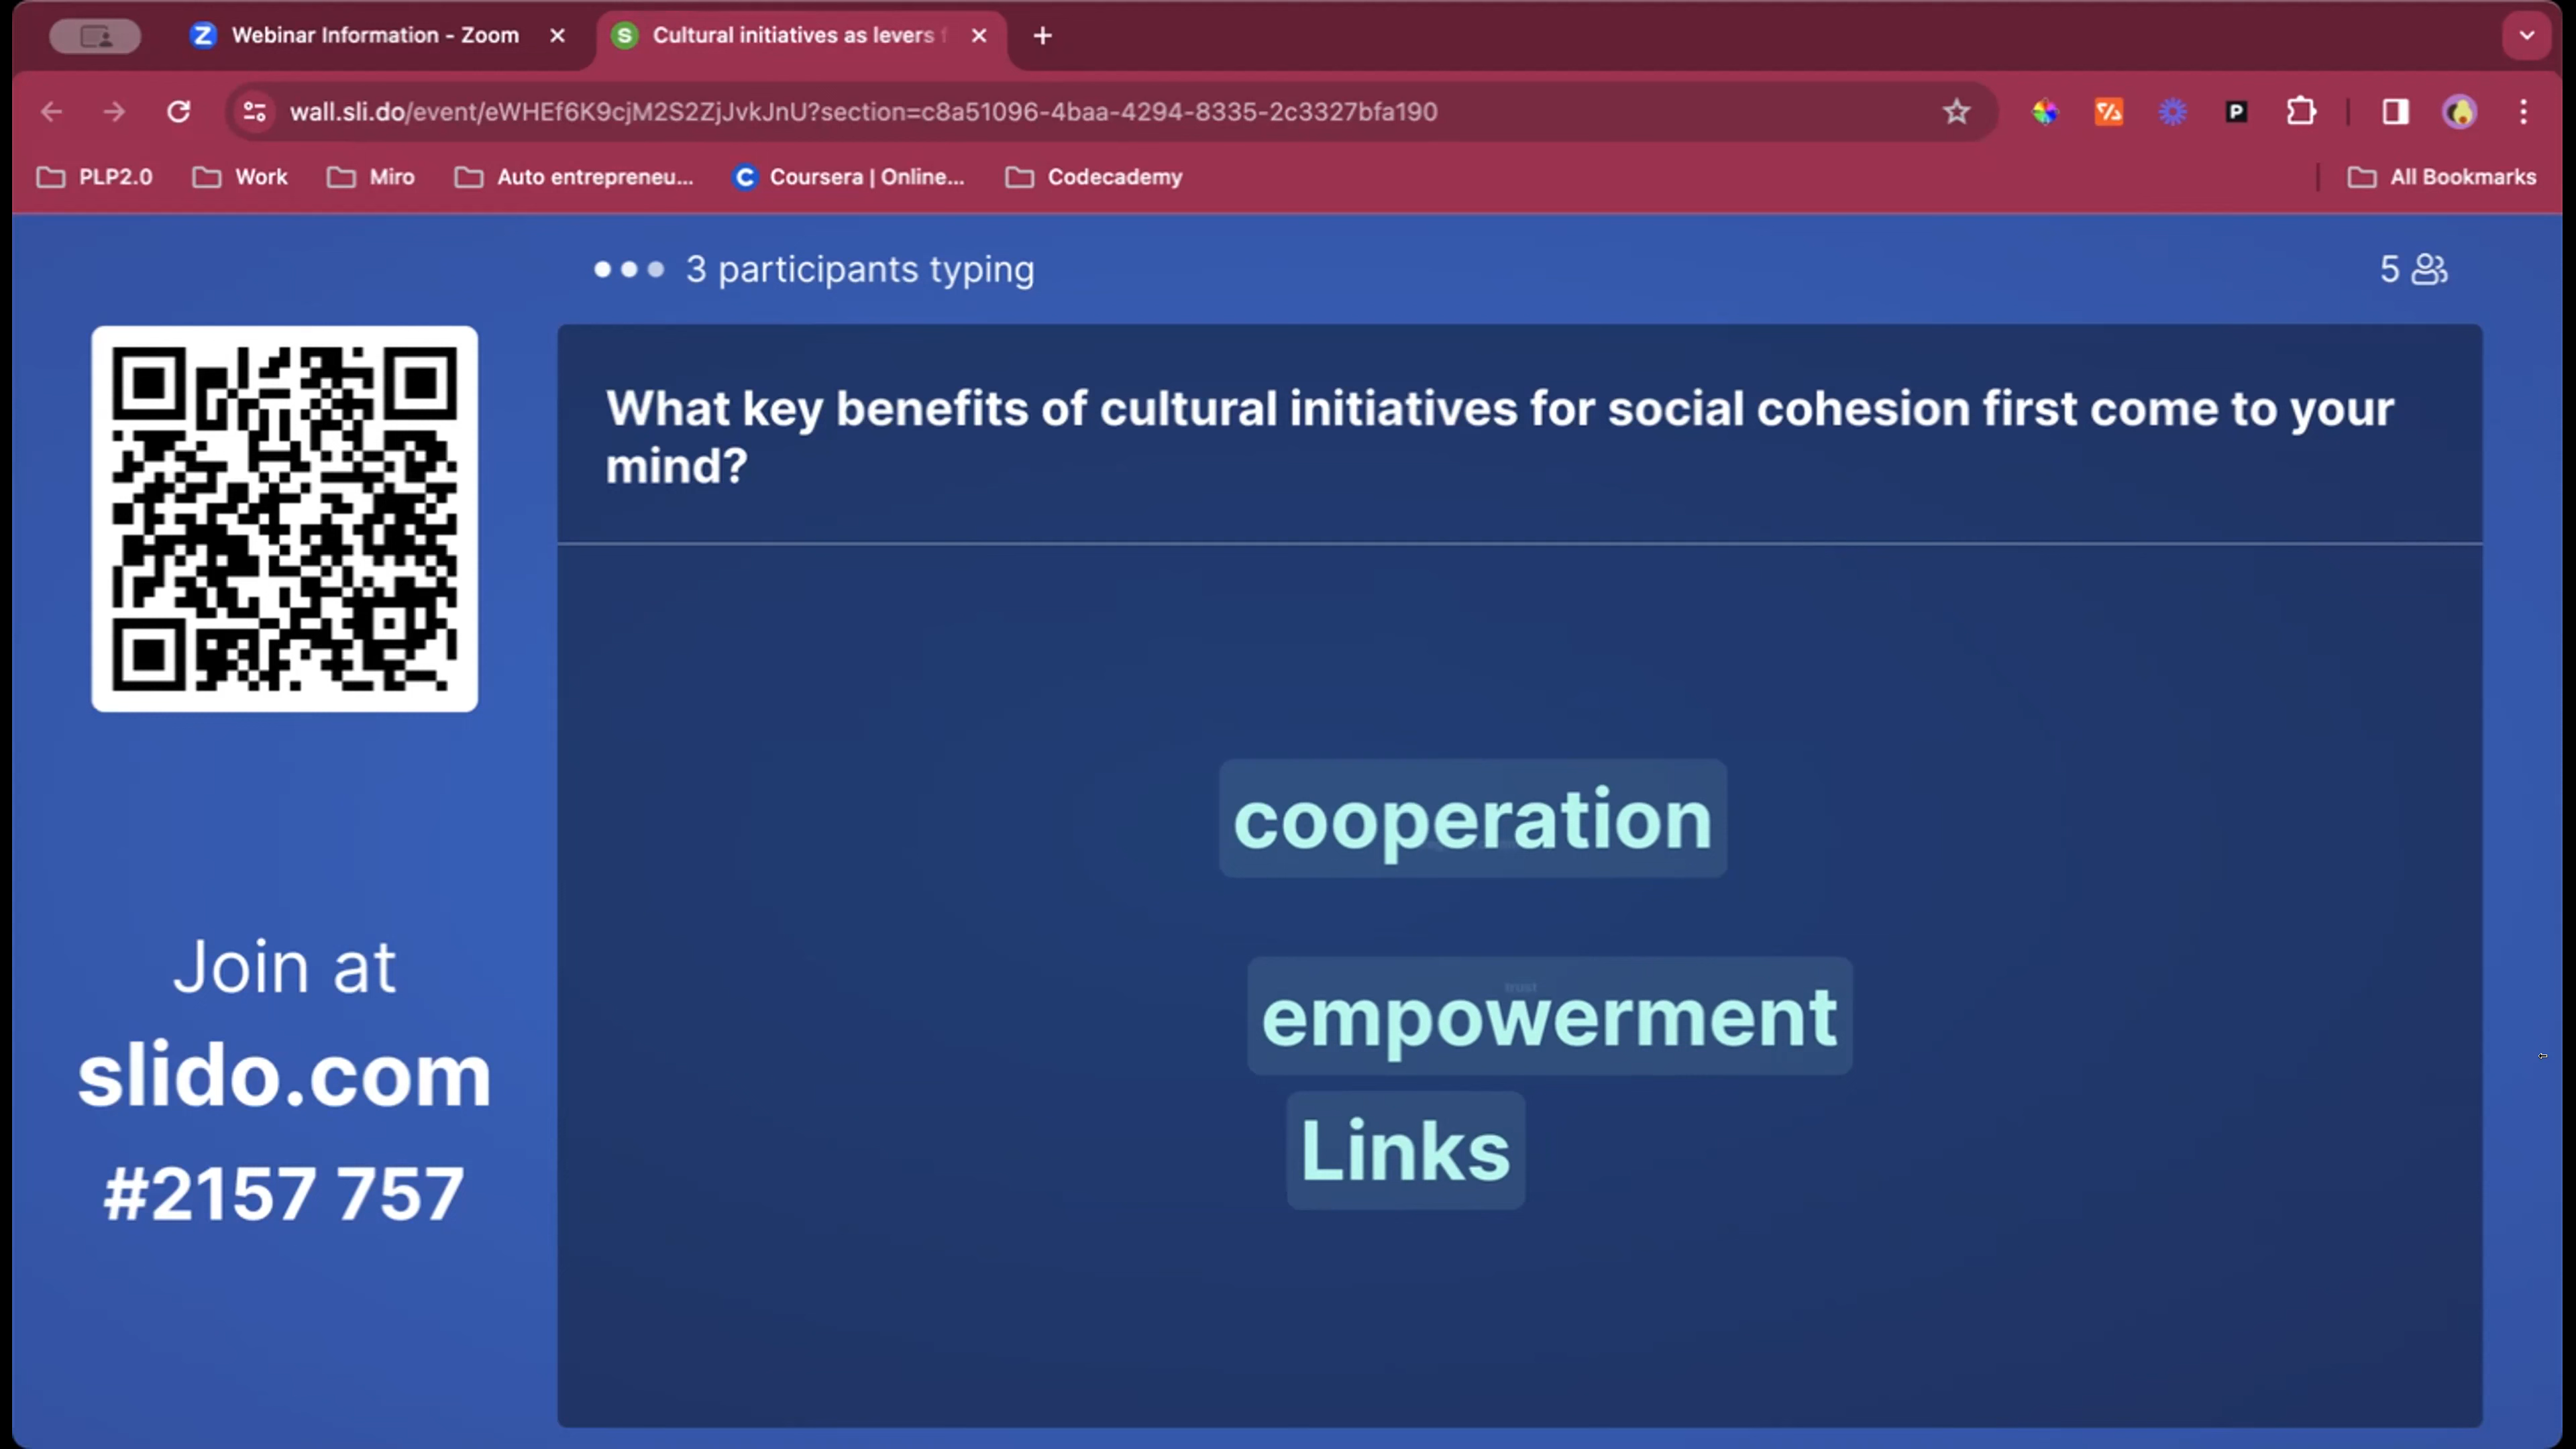 Webinar Information - Zoom
Cultural initiatives as levers
wall.sli.do/event/eWHEf6K9cjM2S2ZjJvkJnU?section=c8a51096-4baa-4294-8335-2c3327bfa190
PLP2.0 Work Miro Auto entrepreneu... Coursera | Online... Codecademy All Bookmarks
3 participants typing 5
What key benefits of cultural initiatives for social cohesion first come to your
mind?
cooperation
trust
empowerment
Links
Join at
slido.com
#2157 757